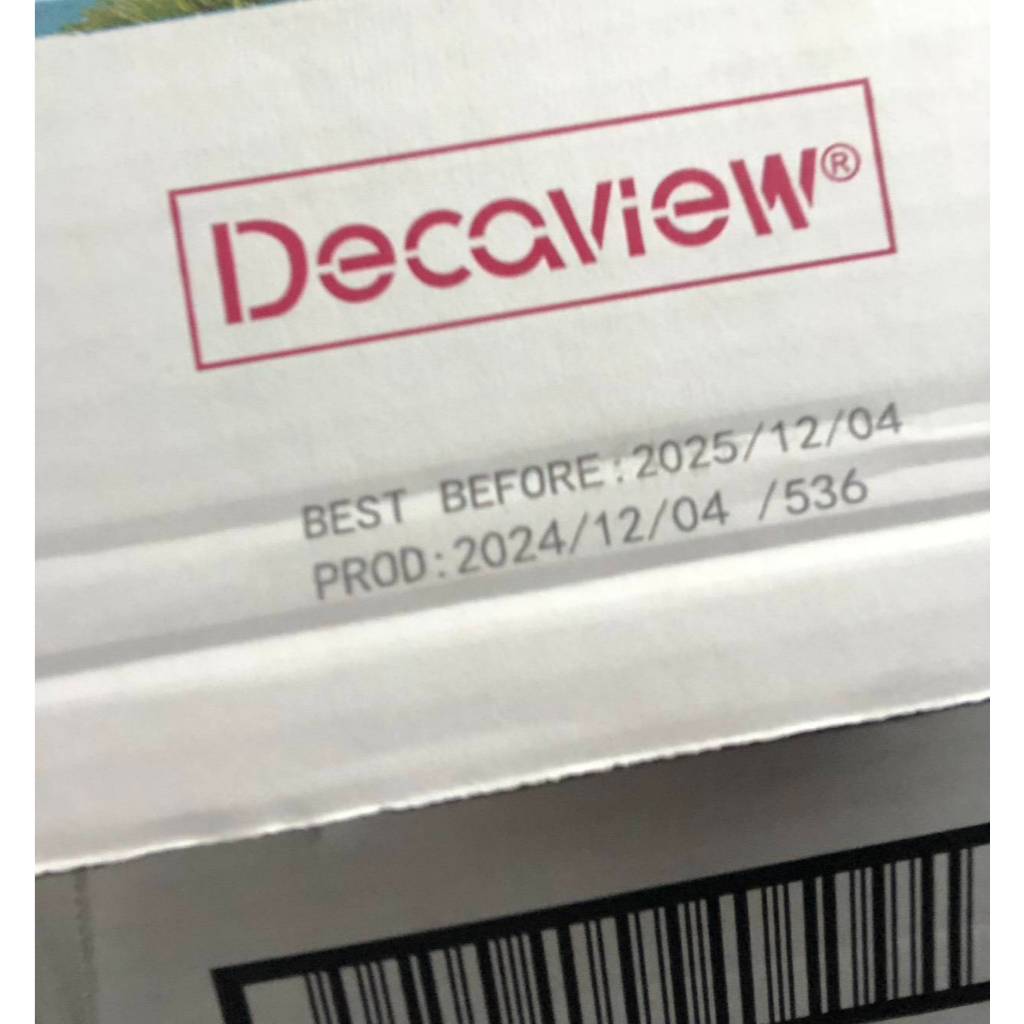 Decaview®
BEST BEFORE:2025/12/04
PROD:2024/12/04 /536